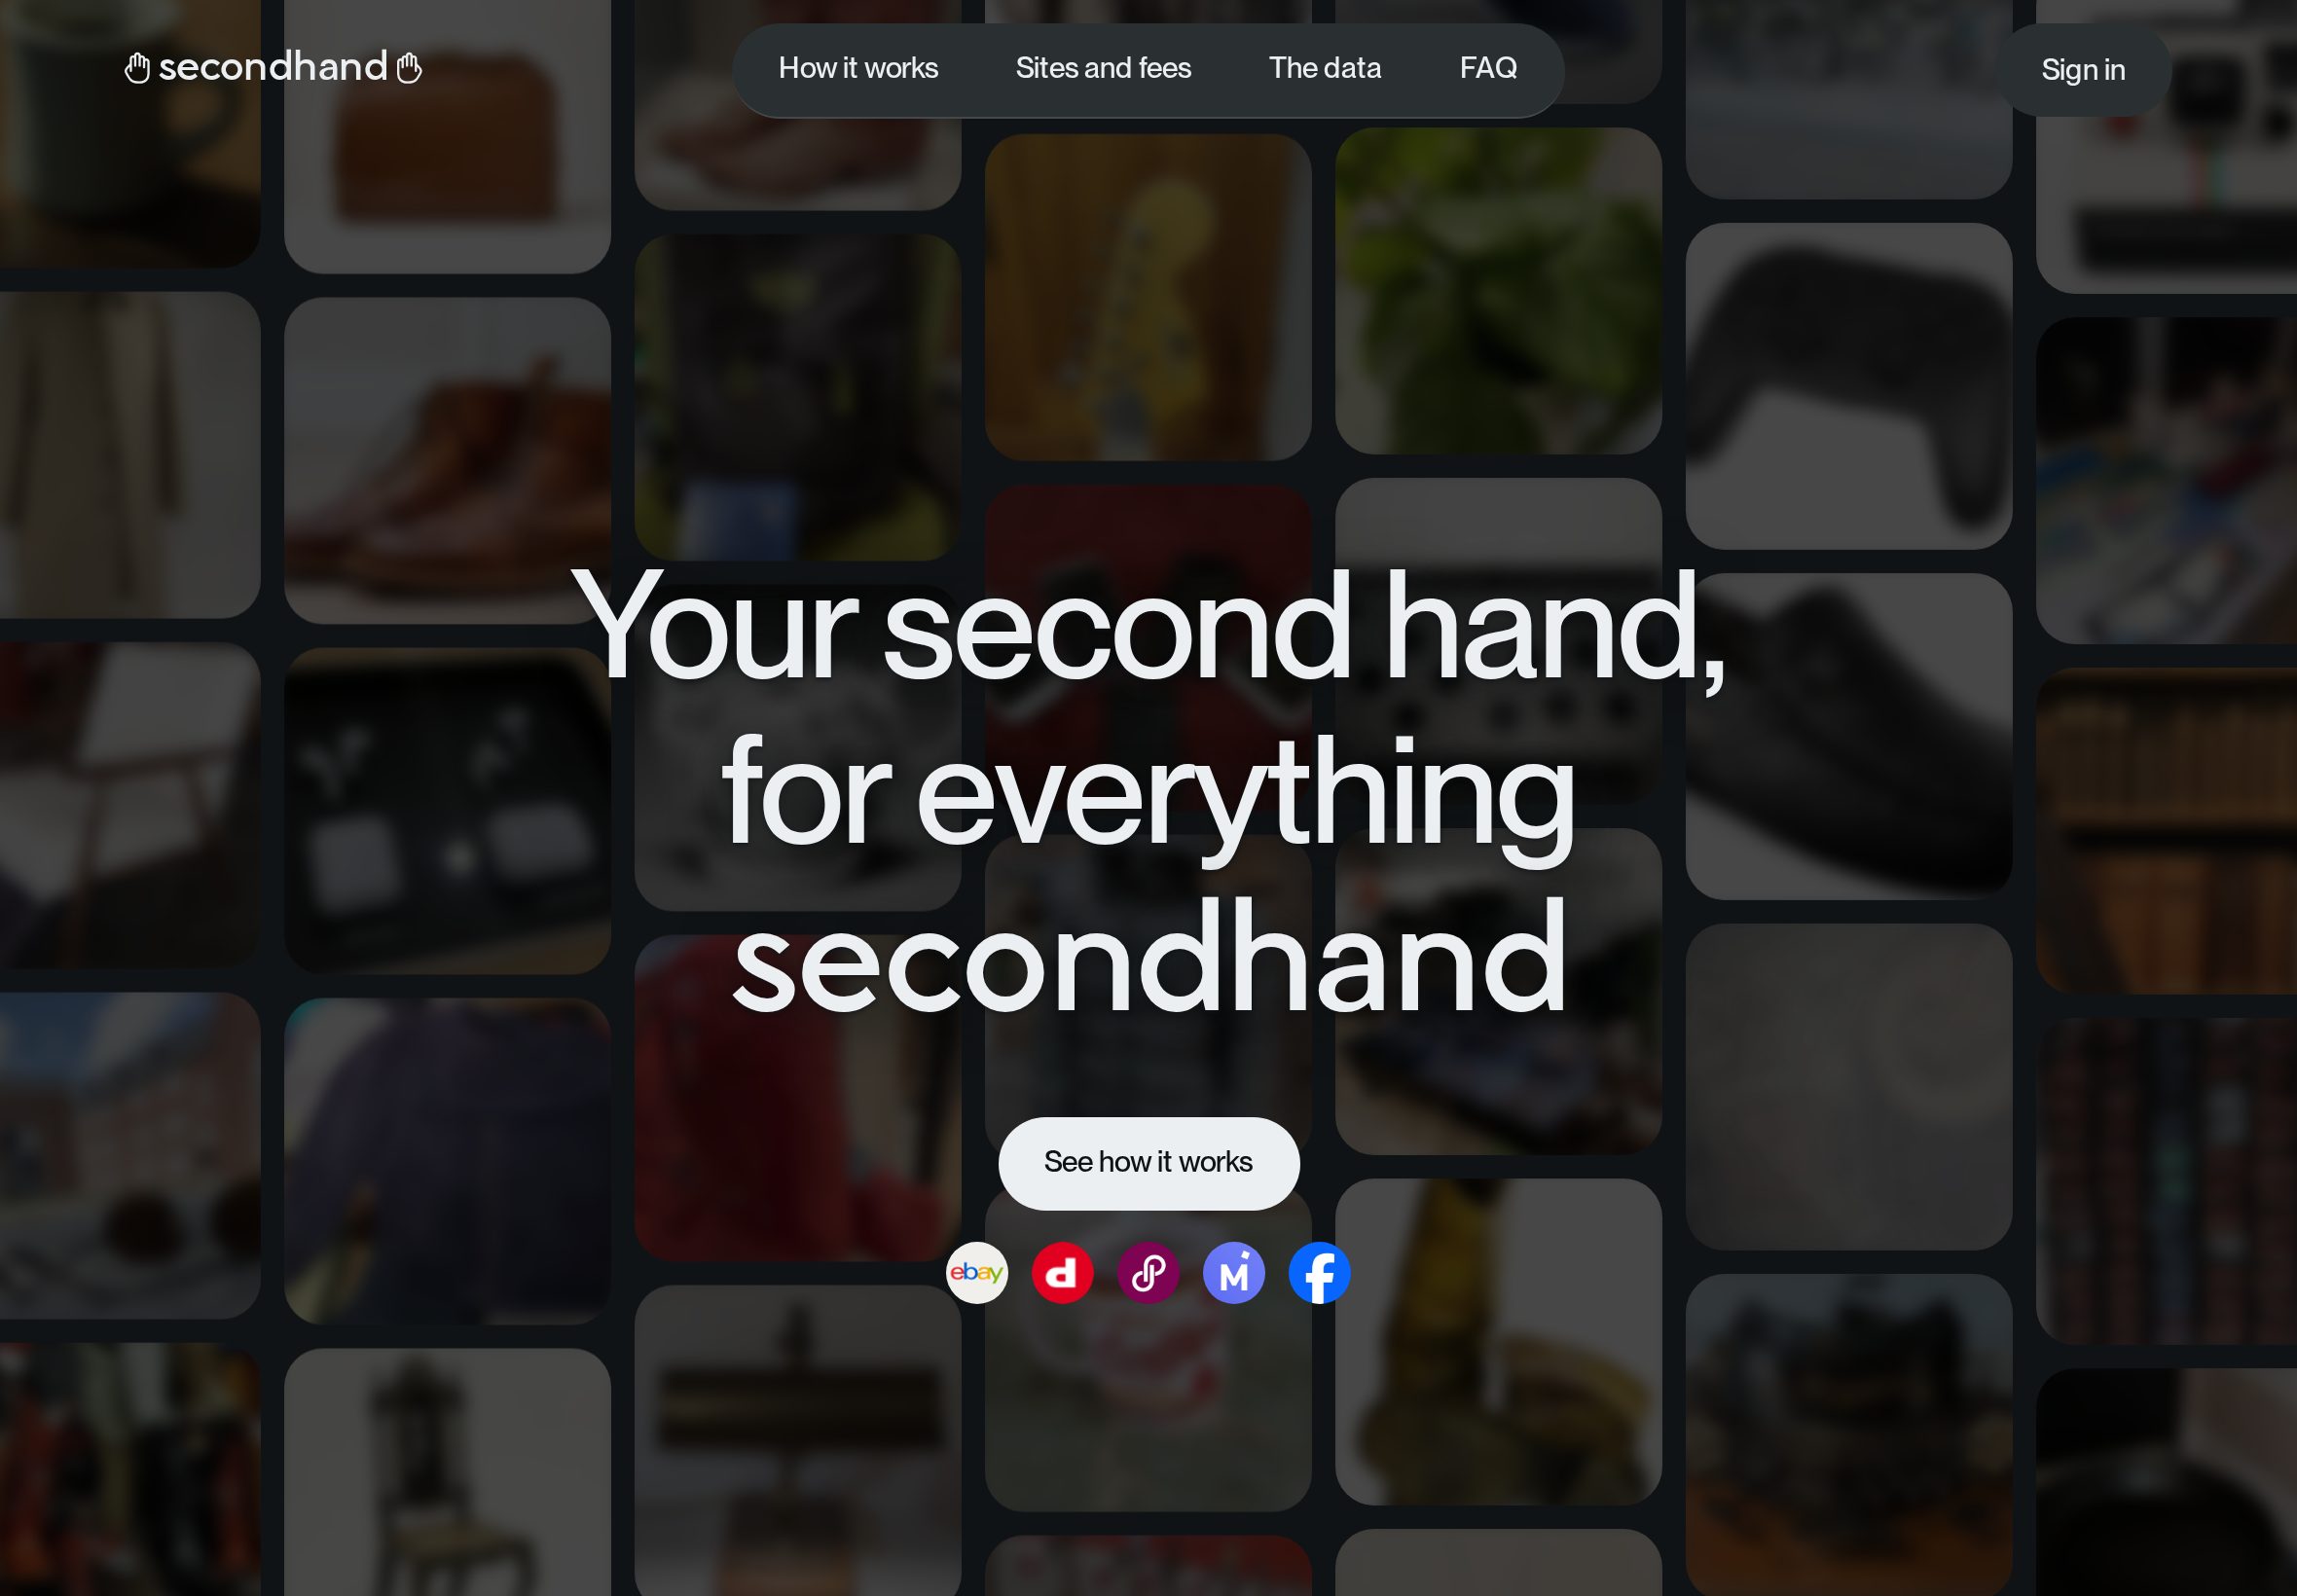 secondhand
How it works
Sites and fees
The data
FAQ
Sign in
Your second hand,
for everything
secondhand
See how it works
ebay